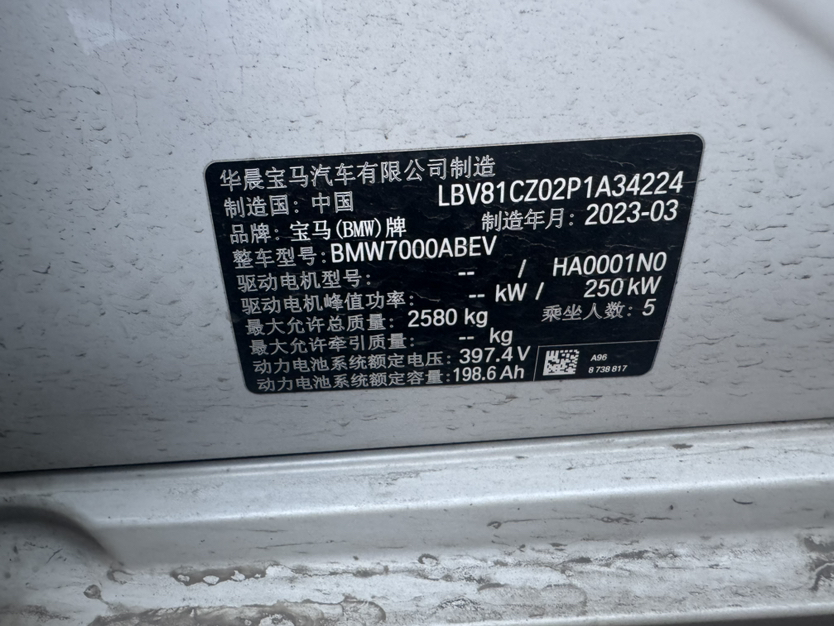 华晨宝马汽车有限公司制造
制造国: 中国 LBV81CZ02P1A34224
品牌: 宝马(BMW)牌 制造年月: 2023-03
整车型号: BMW7000ABEV
驱动电机型号: -- / HA0001N0
驱动电机峰值功率: -- kW / 250 kW
最大允许总质量: 2580 kg 乘坐人数: 5
最大允许牵引质量: -- kg
动力电池系统额定电压: 397.4 V A96
动力电池系统额定容量: 198.6 Ah 8 738 817